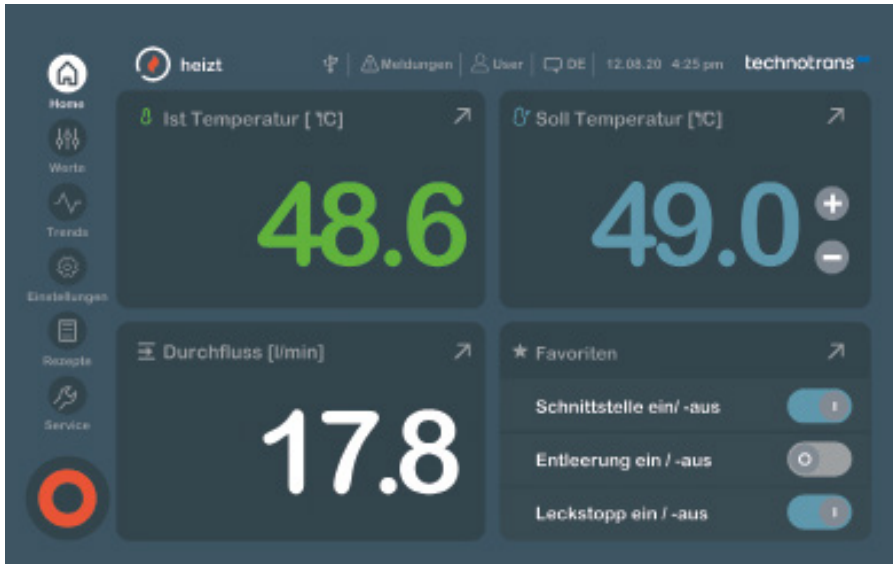 heizt
Meldungen
User
DE
12.08.20 4:25 pm
technotrans
Home
Werte
Trends
Einstellungen
Rezepte
Service
Ist Temperatur [°C]
48.6
Soll Temperatur [°C]
49.0
Durchfluss [l/min]
17.8
Favoriten
Schnittstelle ein/ -aus
Entleerung ein / -aus
Leckstopp ein / -aus